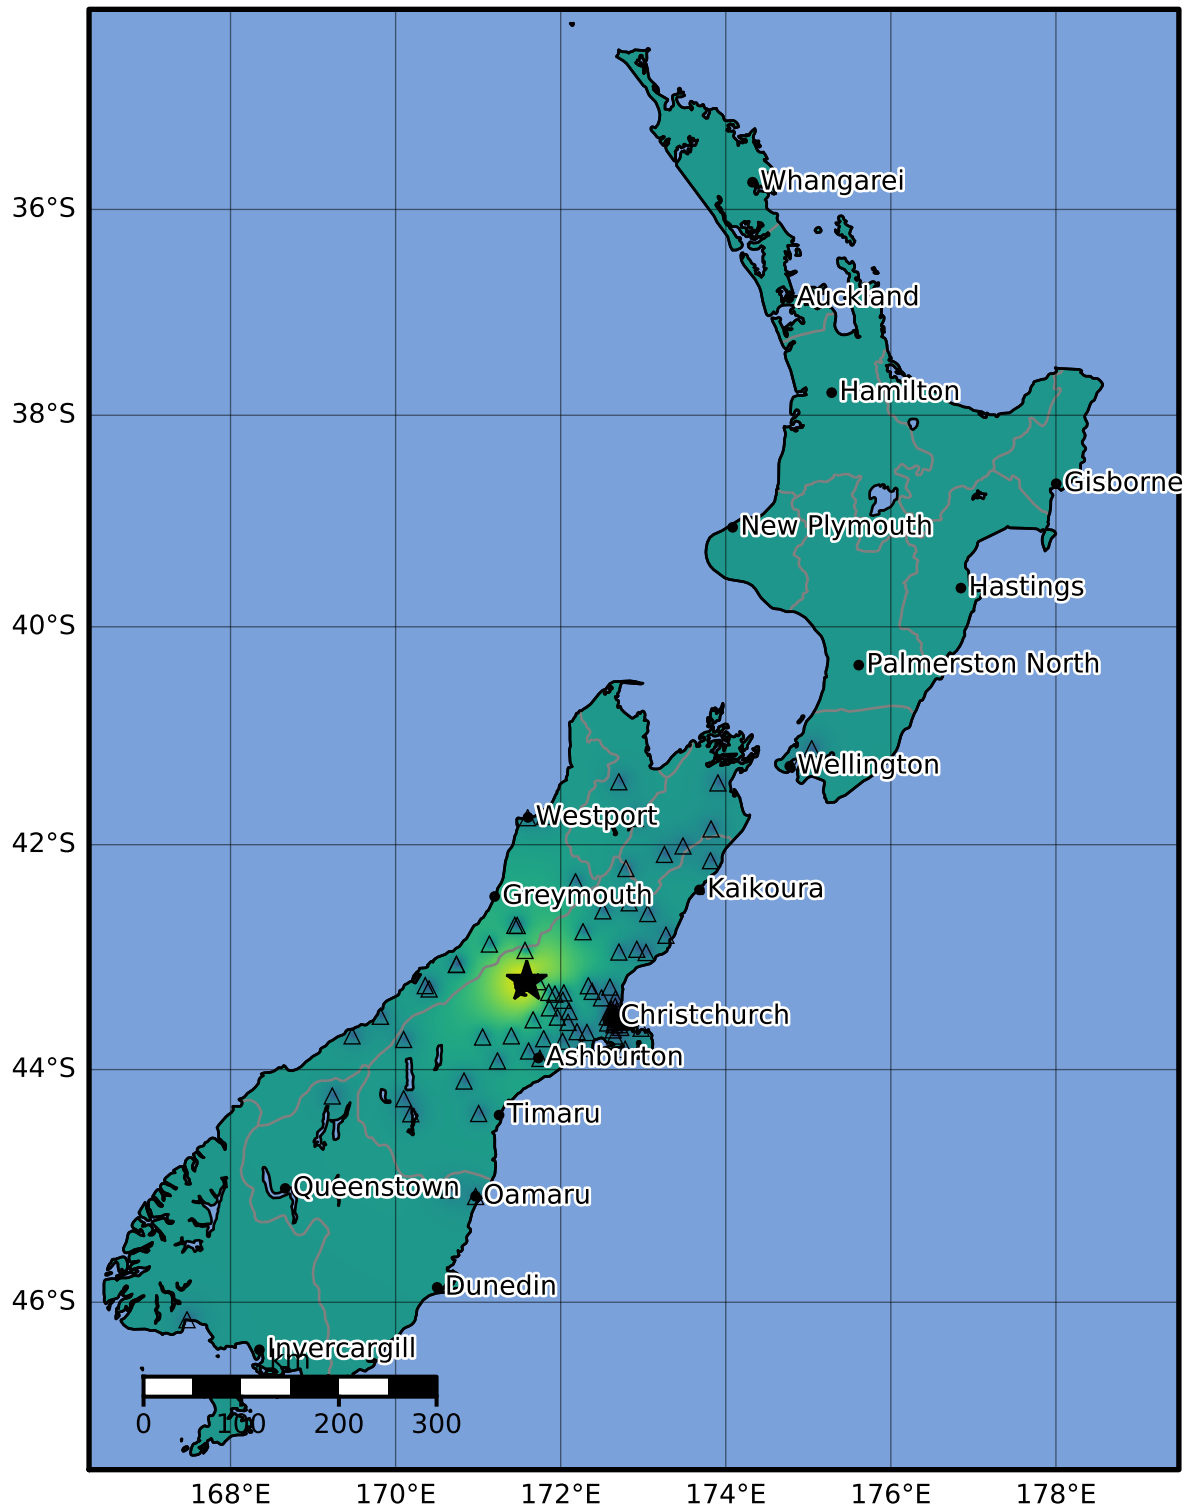 Whangarei
36°S
Auckland
Hamilton
38°S
Gisborne
New Plymouth
Hastings
40°S
Palmerston North
Wellington
Westport
42°S
Kaikoura
Greymouth
Christchurch
Ashburton
44°S
Timaru
Queenstown
Oamaru
Dunedin
46°S
Invercargill
km
0 100 200 300
168°E 170°E 172°E 174°E 176°E 178°E